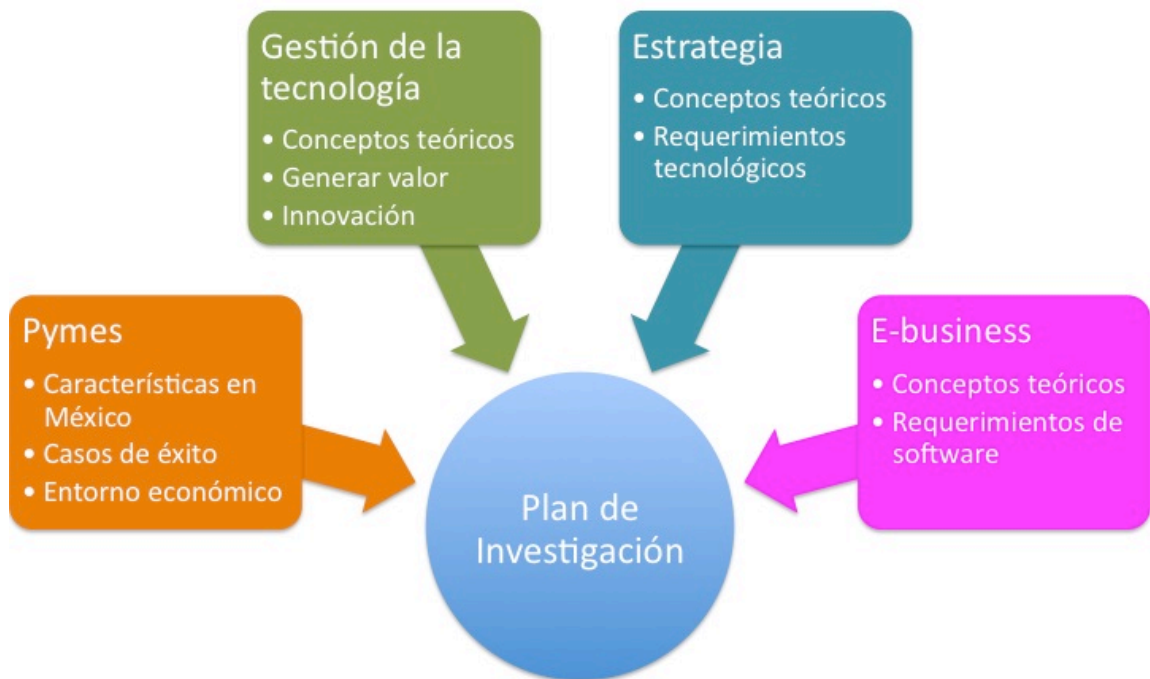 Gestión de la
tecnología
• Conceptos teóricos
• Generar valor
• Innovación
Estrategia
• Conceptos teóricos
• Requerimientos
tecnológicos
Pymes
• Característícas en
México
• Casos de éxito
• Entorno económico
E-business
• Conceptos teóricos
• Requerimientos de
software
Plan de
Investigación